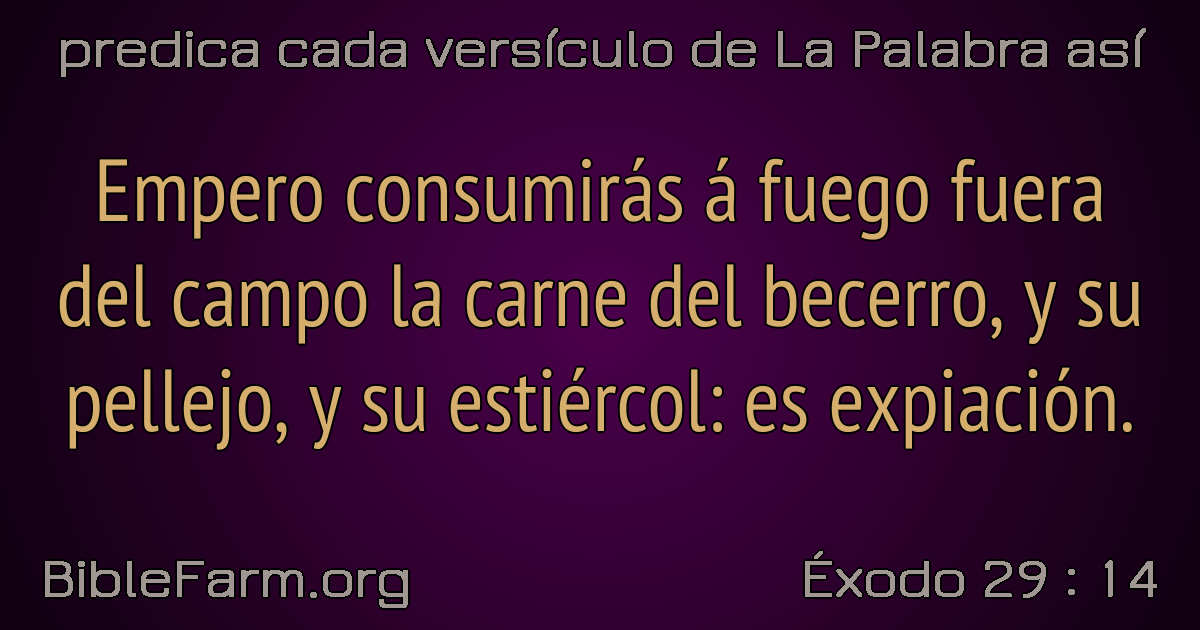 predica cada versículo de La Palabra así
Empero consumirás á fuego fuera
del campo la carne del becerro, y su
pellejo, y su estiércol: es expiación.
BibleFarm.org
Éxodo 29 : 14